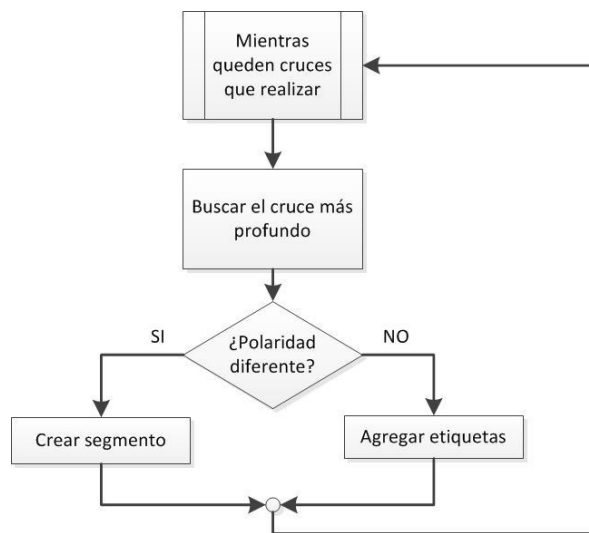 Mientras
queden cruces
que realizar
Buscar el cruce más
profundo
SI
¿Polaridad
diferente?
NO
Crear segmento
Agregar etiquetas